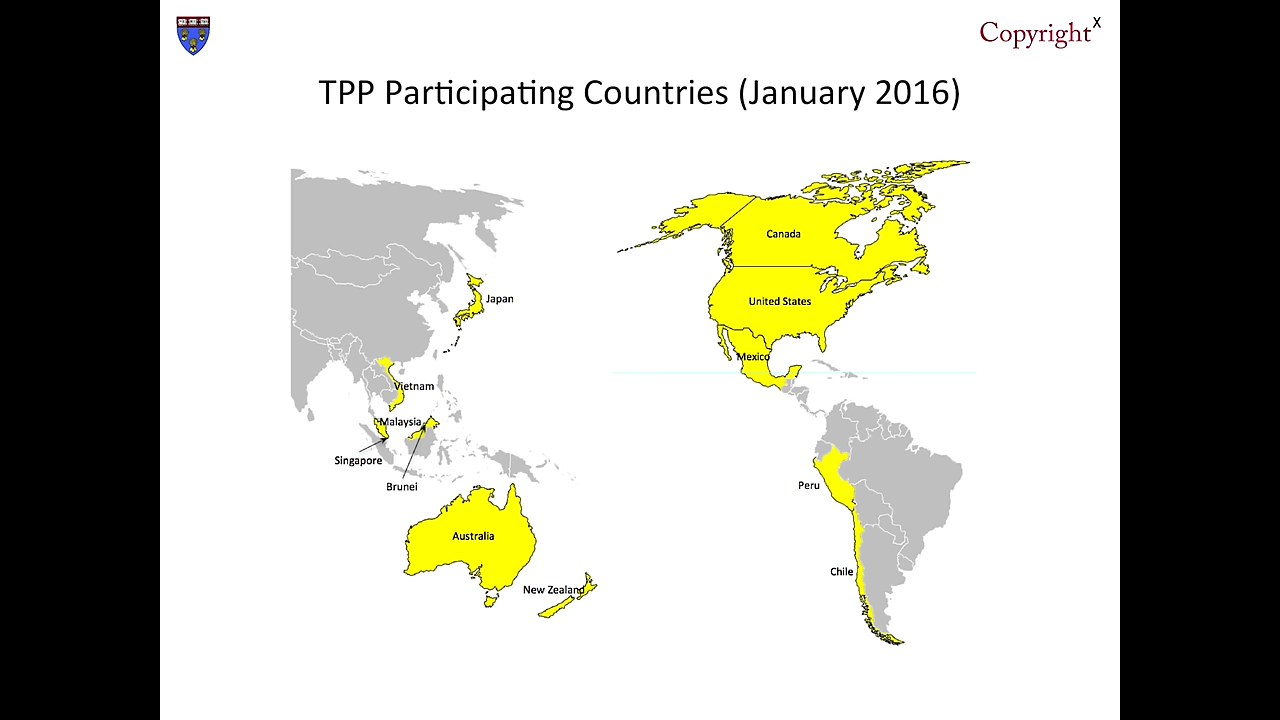 Copyright X
TPP Participating Countries (January 2016)
Canada
Japan
United States
Mexico
Vietnam
Malaysia
Singapore
Brunei
Peru
Australia
Chile
New Zealand